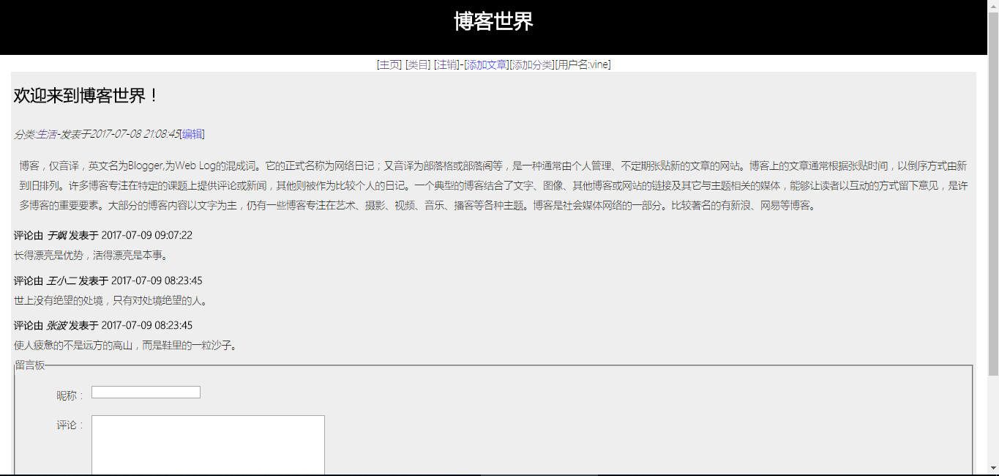 博客世界
[主页] [类目] [注销]-[添加文章][添加分类][用户名:vine]
欢迎来到博客世界！
分类:生活-发表于2017-07-08 21:08:45[编辑]
博客，仅音译，英文名为Blogger,为Web Log的混成词。它的正式名称为网络日记；又音译为部落格或部落阁等，是一种通常由个人管理、不定期张贴新的文章的网站。博客上的文章通常根据张贴时间，以倒序方式由新
到旧排列。许多博客专注在特定的课题上提供评论或新闻，其他则被作为比较个人的日记。一个典型的博客结合了文字、图像、其他博客或网站的链接及其它与主题相关的媒体，能够让读者以互动的方式留下意见，是许
多博客的重要要素。大部分的博客内容以文字为主，仍有一些博客专注在艺术、摄影、视频、音乐、播客等各种主题。博客是社会媒体网络的一部分。比较著名的有新浪、网易等博客。
评论由 于飒 发表于 2017-07-09 09:07:22
长得漂亮是优势，活得漂亮是本事。
评论由 王小二 发表于 2017-07-09 08:23:45
世上没有绝望的处境，只有对处境绝望的人。
评论由 张波 发表于 2017-07-09 08:23:45
使人疲惫的不是远方的高山，而是鞋里的一粒沙子。
留言板
昵称：
评论：